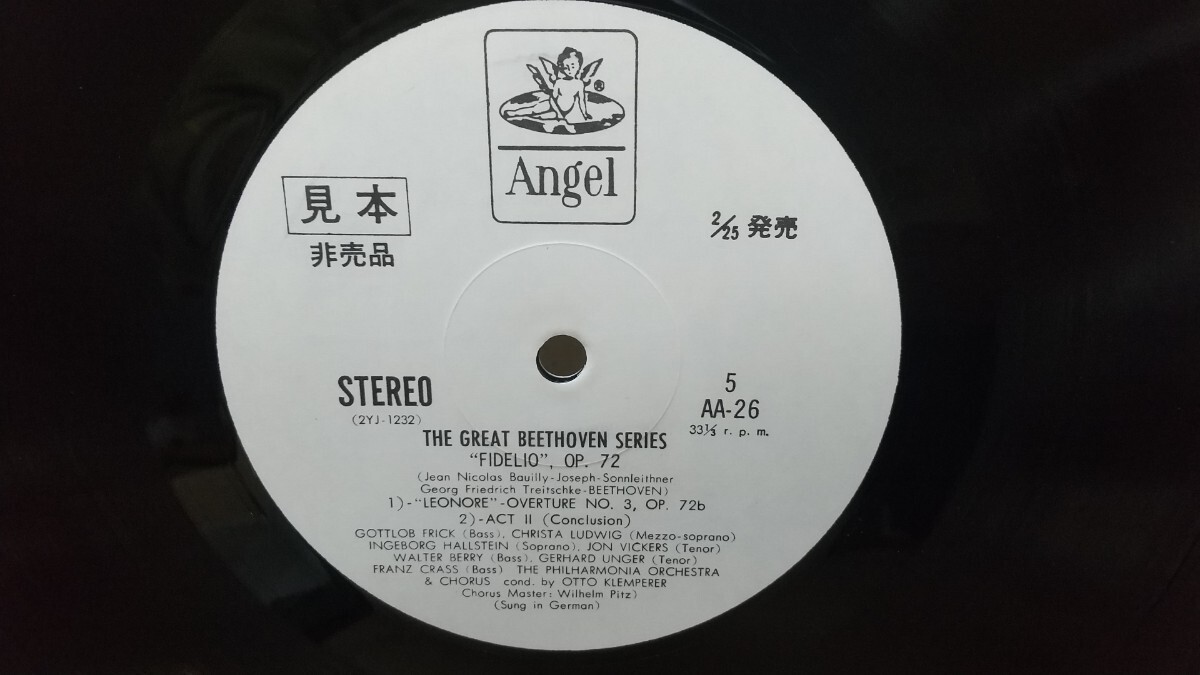 ®
Angel
見本
非売品
2/25 発売
STEREO
(2YJ-1232)
5
AA-26
33⅓ r. p. m.
THE GREAT BEETHOVEN SERIES
"FIDELIO", OP. 72
(Jean Nicolas Bauilly-Joseph-Sonnleithner
Georg Friedrich Treitschke-BEETHOVEN)
1)-"LEONORE"-OVERTURE NO. 3, OP. 72b
2)-ACT II (Conclusion)
GOTTLOB FRICK (Bass), CHRISTA LUDWIG (Mezzo-soprano)
INGEBORG HALLSTEIN (Soprano), JON VICKERS (Tenor)
WALTER BERRY (Bass), GERHARD UNGER (Tenor)
FRANZ CRASS (Bass) THE PHILHARMONIA ORCHESTRA
& CHORUS cond. by OTTO KLEMPERER
Chorus Master: Wilhelm Pitz)
(Sung in German)